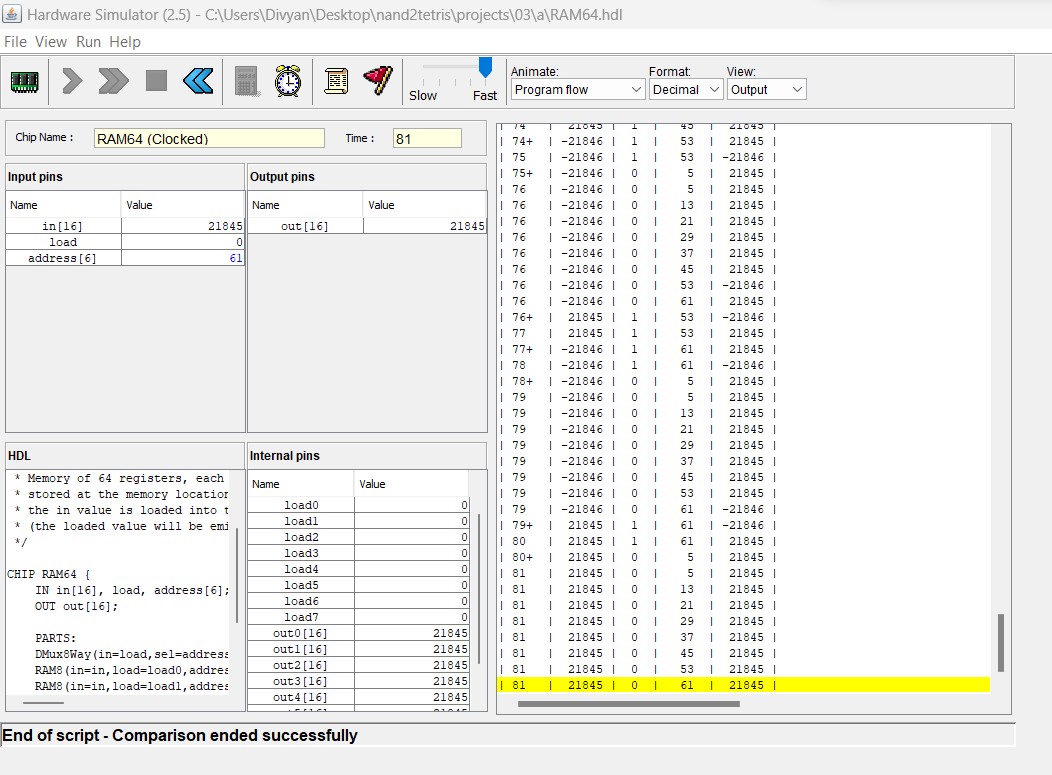 Hardware Simulator (2.5) - C:\Users\Divyan\Desktop\nand2tetris\projects\03\a\RAM64.hdl
File View Run Help
Slow Fast
Animate: Format: View:
Program flow Decimal Output
Chip Name : RAM64 (Clocked) Time : 81
Input pins
Name Value
in[16] 21845
load 0
address[6] 61
Output pins
Name Value
out[16] 21845
HDL
* Memory of 64 registers, each
* stored at the memory location
* the in value is loaded into t
* (the loaded value will be emi
*/
CHIP RAM64 {
IN in[16], load, address[6];
OUT out[16];
PARTS:
DMux8Way(in=load,sel=address
RAM8(in=in,load=load0,addres
RAM8(in=in,load=load1,addres
Internal pins
Name Value
load0 0
load1 0
load2 0
load3 0
load4 0
load5 0
load6 0
load7 0
out0[16] 21845
out1[16] 21845
out2[16] 21845
out3[16] 21845
out4[16] 21845
| 74 | 21845 | 1 | 45 | 21845 |
| 74+ | -21846 | 1 | 53 | 21845 |
| 75 | -21846 | 1 | 53 | -21846 |
| 75+ | -21846 | 0 | 5 | 21845 |
| 76 | -21846 | 0 | 5 | 21845 |
| 76 | -21846 | 0 | 13 | 21845 |
| 76 | -21846 | 0 | 21 | 21845 |
| 76 | -21846 | 0 | 29 | 21845 |
| 76 | -21846 | 0 | 37 | 21845 |
| 76 | -21846 | 0 | 45 | 21845 |
| 76 | -21846 | 0 | 53 | -21846 |
| 76 | -21846 | 0 | 61 | 21845 |
| 76+ | 21845 | 1 | 53 | -21846 |
| 77 | 21845 | 1 | 53 | 21845 |
| 77+ | -21846 | 1 | 61 | 21845 |
| 78 | -21846 | 1 | 61 | -21846 |
| 78+ | -21846 | 0 | 5 | 21845 |
| 79 | -21846 | 0 | 5 | 21845 |
| 79 | -21846 | 0 | 13 | 21845 |
| 79 | -21846 | 0 | 21 | 21845 |
| 79 | -21846 | 0 | 29 | 21845 |
| 79 | -21846 | 0 | 37 | 21845 |
| 79 | -21846 | 0 | 45 | 21845 |
| 79 | -21846 | 0 | 53 | 21845 |
| 79 | -21846 | 0 | 61 | -21846 |
| 79+ | 21845 | 1 | 61 | -21846 |
| 80 | 21845 | 1 | 61 | 21845 |
| 80+ | 21845 | 0 | 5 | 21845 |
| 81 | 21845 | 0 | 5 | 21845 |
| 81 | 21845 | 0 | 13 | 21845 |
| 81 | 21845 | 0 | 21 | 21845 |
| 81 | 21845 | 0 | 29 | 21845 |
| 81 | 21845 | 0 | 37 | 21845 |
| 81 | 21845 | 0 | 45 | 21845 |
| 81 | 21845 | 0 | 53 | 21845 |
| 81 | 21845 | 0 | 61 | 21845 |
End of script - Comparison ended successfully